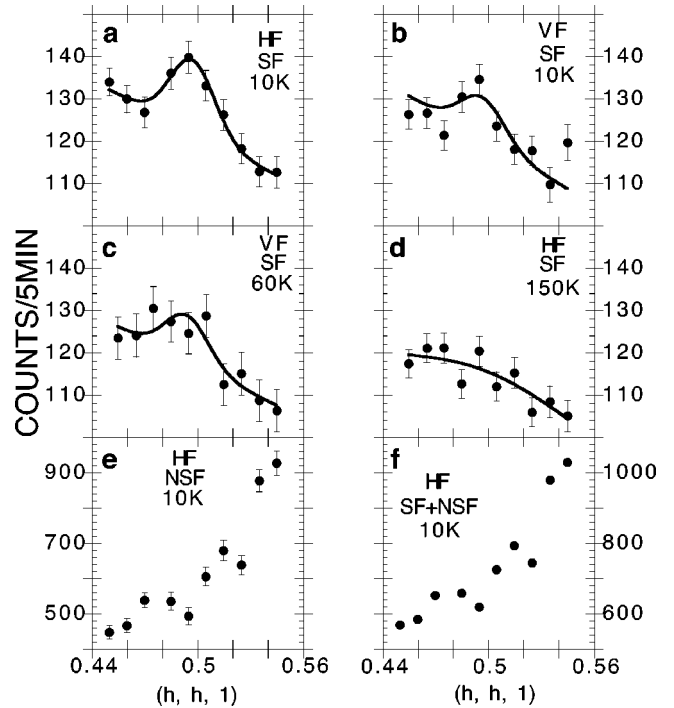 a
HF
SF
10K
140
130
120
110
b
VF
SF
10K
140
130
120
110
c
VF
SF
60K
140
130
120
110
d
HF
SF
150K
140
130
120
110
COUNTS/5MIN
e
HF
NSF
10K
900
700
500
f
HF
SF+NSF
10K
1000
800
600
0.44
0.5
0.56
0.44
0.5
0.56
(h, h, 1)
(h, h, 1)